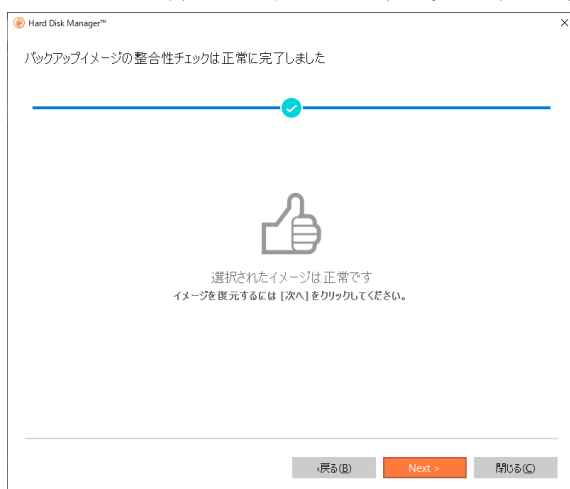 Hard Disk Manager™
バックアップイメージの整合性チェックは正常に完了しました
選択されたイメージは正常です
イメージを復元するには [次へ] をクリックしてください。
<戻る(B) Next > 閉じる(C)